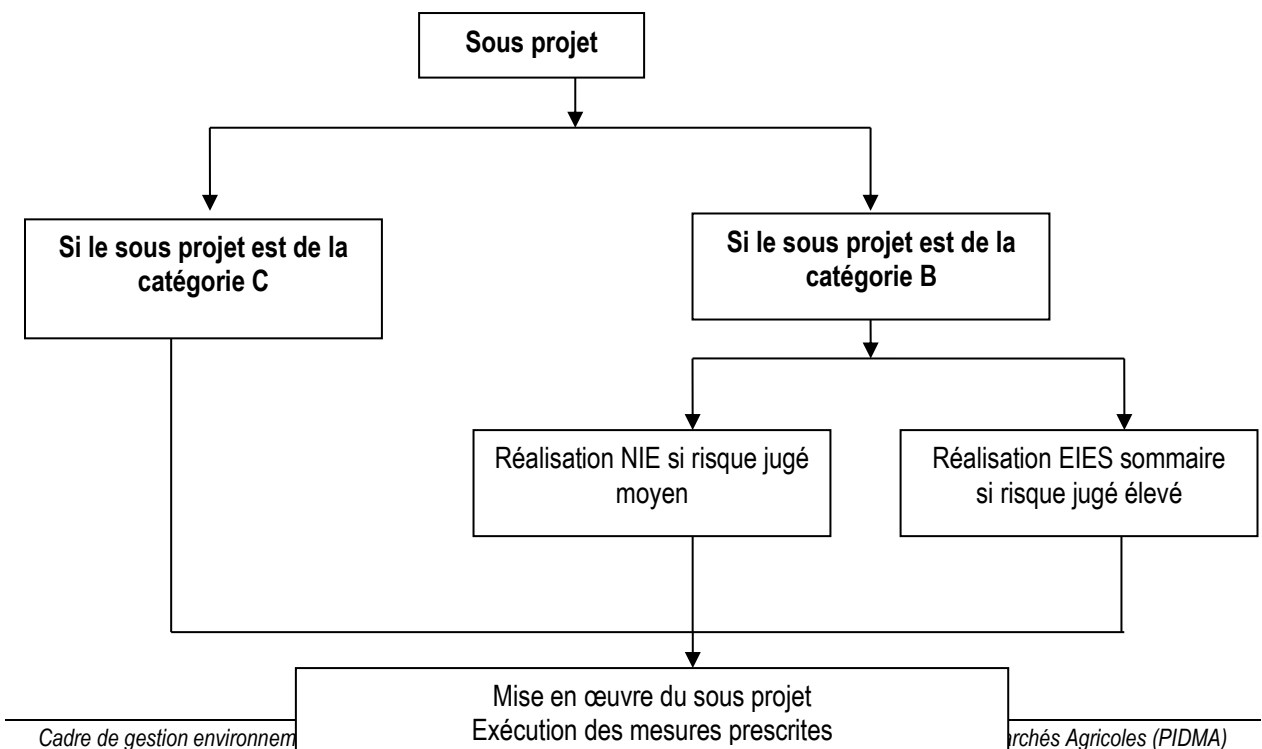 Sous projet
Si le sous projet est de la
catégorie C
Si le sous projet est de la
catégorie B
Réalisation NIE si risque jugé
moyen
Réalisation EIES sommaire
si risque jugé élevé
Mise en œuvre du sous projet
Exécution des mesures prescrites
Cadre de gestion
Agricoles (PIDMA)